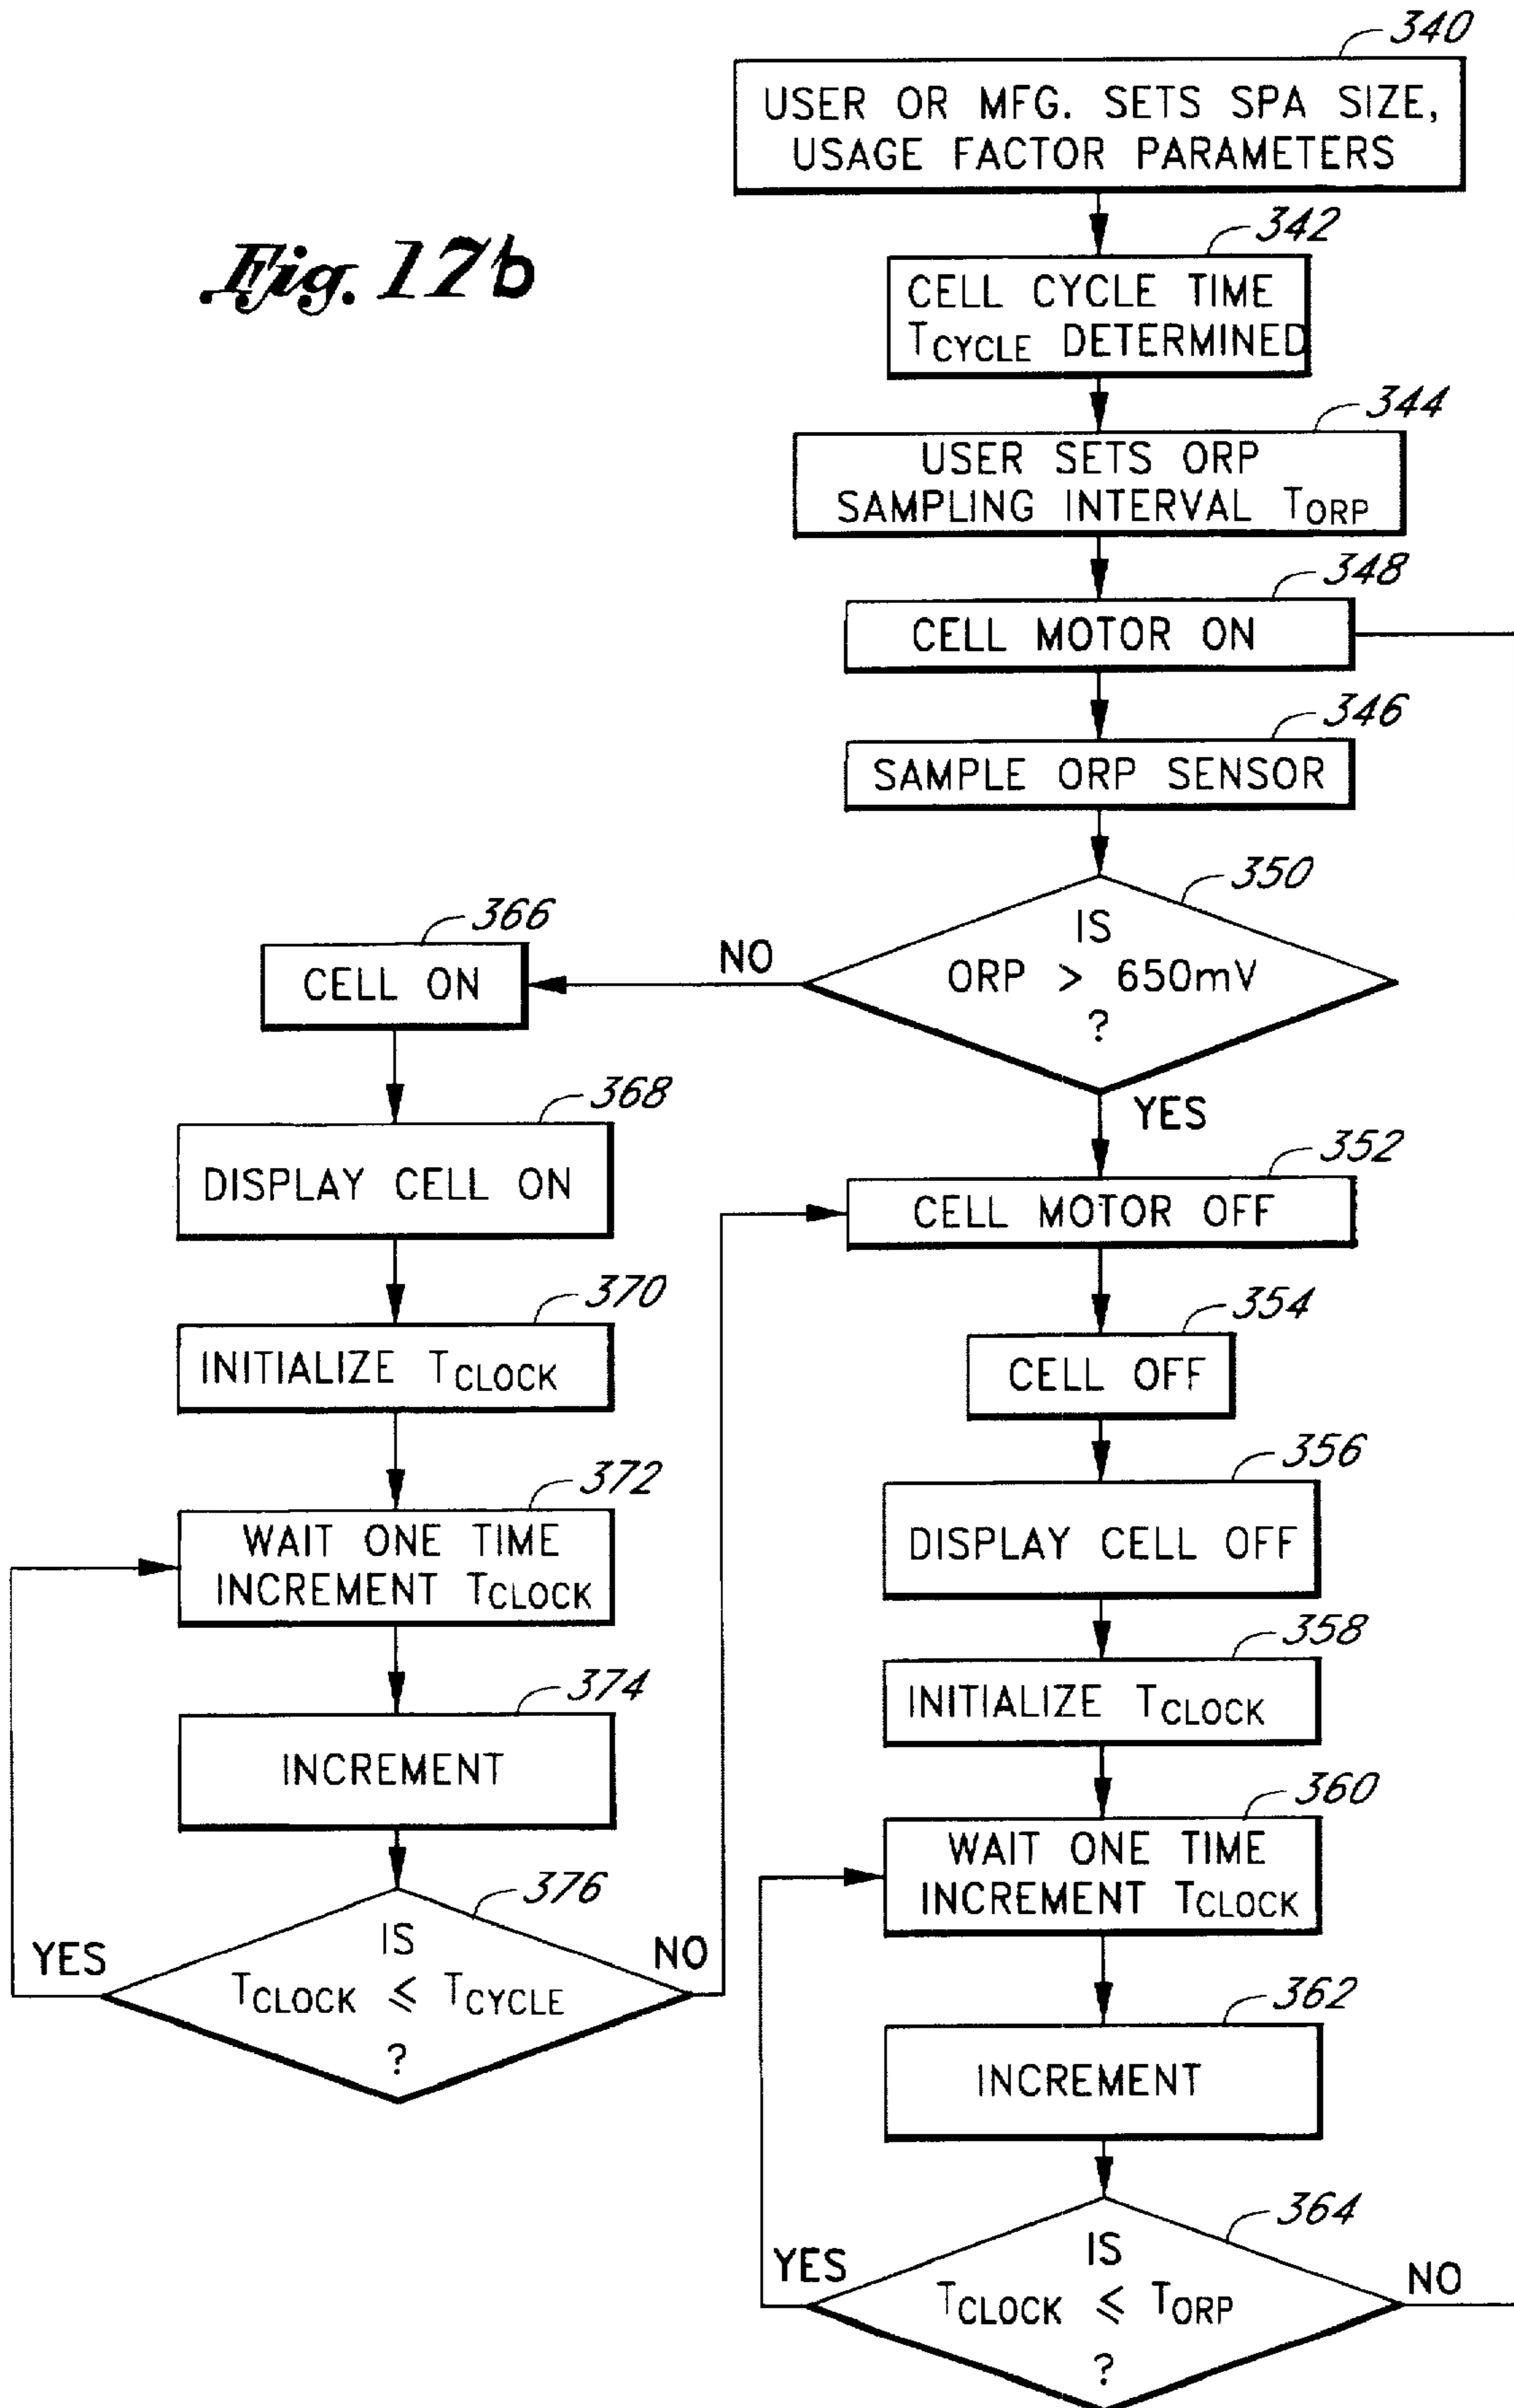 Fig. 17b
340
USER OR MFG. SETS SPA SIZE,
USAGE FACTOR PARAMETERS
342
CELL CYCLE TIME
TCYCLE DETERMINED
344
USER SETS ORP
SAMPLING INTERVAL TORP
348
CELL MOTOR ON
346
SAMPLE ORP SENSOR
350
IS
ORP > 650mV
?
NO
YES
366
CELL ON
368
DISPLAY CELL ON
370
INITIALIZE TCLOCK
372
WAIT ONE TIME
INCREMENT TCLOCK
374
INCREMENT
376
IS
TCLOCK ≤ TCYCLE
?
YES
NO
352
CELL MOTOR OFF
354
CELL OFF
356
DISPLAY CELL OFF
358
INITIALIZE TCLOCK
360
WAIT ONE TIME
INCREMENT TCLOCK
362
INCREMENT
364
IS
TCLOCK ≤ TORP
?
YES
NO